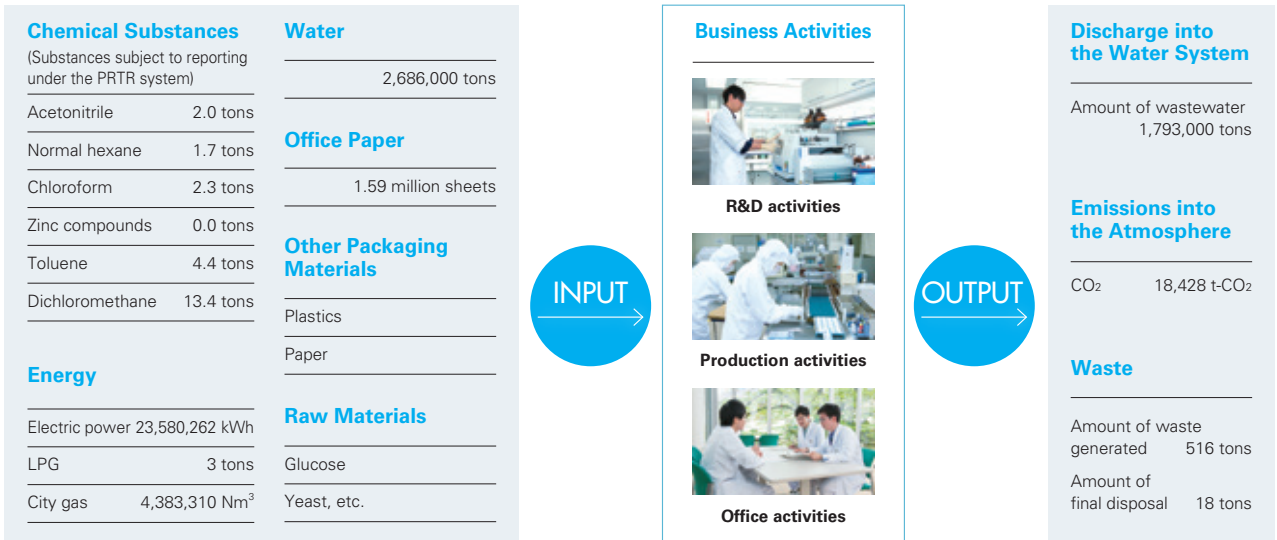 Chemical Substances
(Substances subject to reporting
under the PRTR system)
Acetonitrile 2.0 tons
Normal hexane 1.7 tons
Chloroform 2.3 tons
Zinc compounds 0.0 tons
Toluene 4.4 tons
Dichloromethane 13.4 tons
Energy
Electric power 23,580,262 kWh
LPG 3 tons
City gas 4,383,310 Nm³
Water
2,686,000 tons
Office Paper
1.59 million sheets
Other Packaging
Materials
Plastics
Paper
Raw Materials
Glucose
Yeast, etc.
INPUT
Business Activities
R&D activities
Production activities
Office activities
OUTPUT
Discharge into
the Water System
Amount of wastewater
1,793,000 tons
Emissions into
the Atmosphere
CO₂ 18,428 t-CO₂
Waste
Amount of waste
generated 516 tons
Amount of
final disposal 18 tons